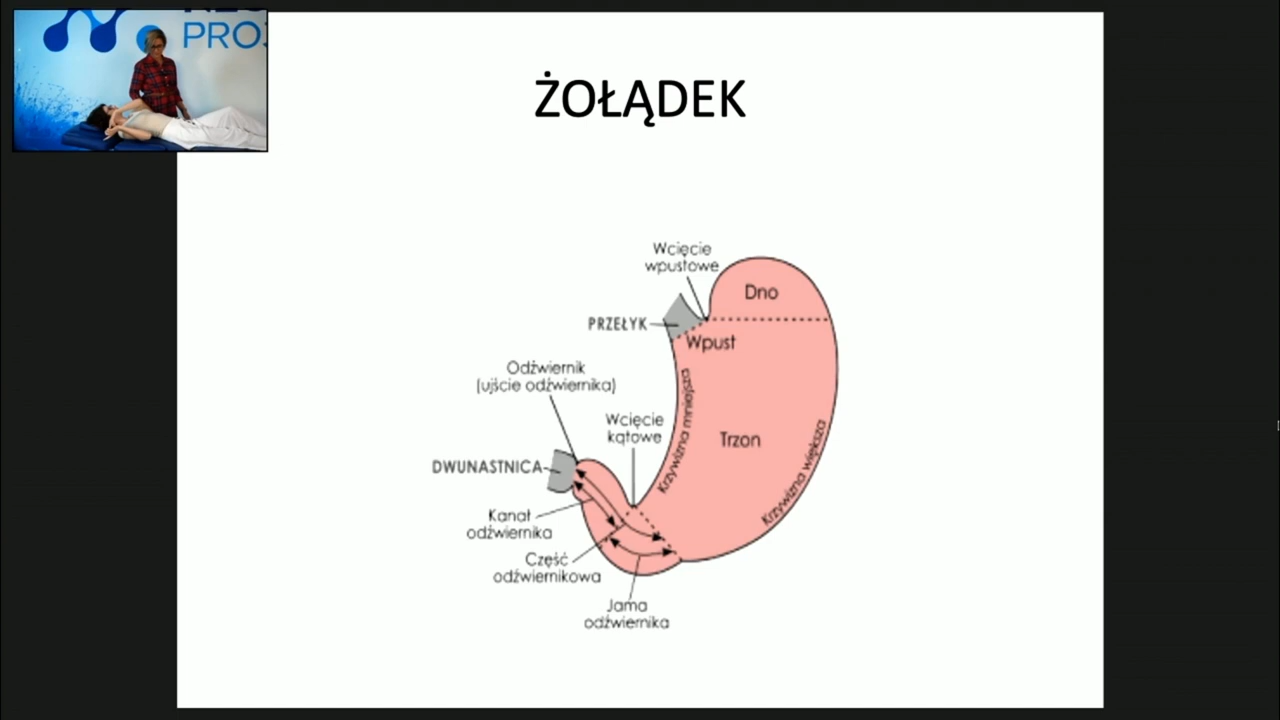 PRO
ŻOŁĄDEK
Wcięcie
wpustowe
Dno
PRZEŁYK
Wpust
Odźwiernik
(ujście odźwiernika)
Krzywizna mniejsza
Wcięcie
kątowe
Trzon
Krzywizna większa
DWUNASTNICA
Kanał
odźwiernika
Część
odźwiernikowa
Jama
odźwiernika